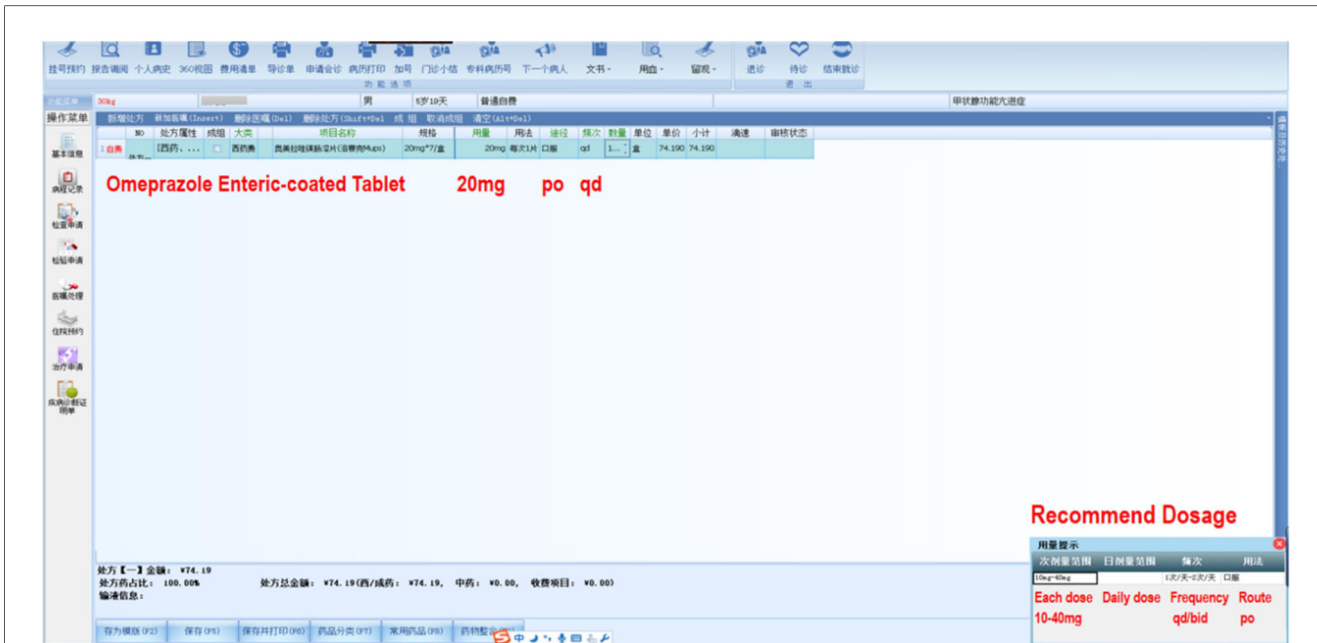 挂号预约 报告调阅 个人病史 360视图 费用清单 导诊单 申请会诊 病历打印 加号 门诊小结 专科病历号 下一个病人 文书 用血 留观 退诊 待诊 结束就诊
功 能 选 项 退 出
功能菜单 30kg 男 5岁19天 普通自费 甲状腺功能亢进症
操作菜单 新增处方 新加医嘱(Insert) 删除医嘱(Del) 删除处方(Shift+Del 成 组 取消成组 清空(Alt+Del)
NO 处方属性 成组 大类 项目名称 规格 用量 用法 途径 频次 数量 单位 单价 小计 滴速 审核状态
1 自费 (西药、... 西药费 奥美拉唑镁肠溶片(洛赛克Mups) 20mg*7/盒 20mg 每次1片 口服 qd 1... 盒 74.190 74.190
基本信息
病程记录
检查申请
检验申请
医嘱处理
住院预约
治疗申请
疾病诊断证
明单
Omeprazole Enteric-coated Tablet 20mg po qd
Recommend Dosage
用量提示
次剂量范围 日剂量范围 频次 用法
10mg-40mg 1次/天-2次/天 口服
Each dose Daily dose Frequency Route
10-40mg qd/bid po
处方【一】金额： ¥74.19
处方药占比： 100.00% 处方总金额： ¥74.19(西/成药： ¥74.19, 中药： ¥0.00, 收费项目： ¥0.00)
输液信息：
存为模版(F2) 保存(F5) 保存并打印(F6) 药品分类(F7) 常用药品(F8) 药物整合
中